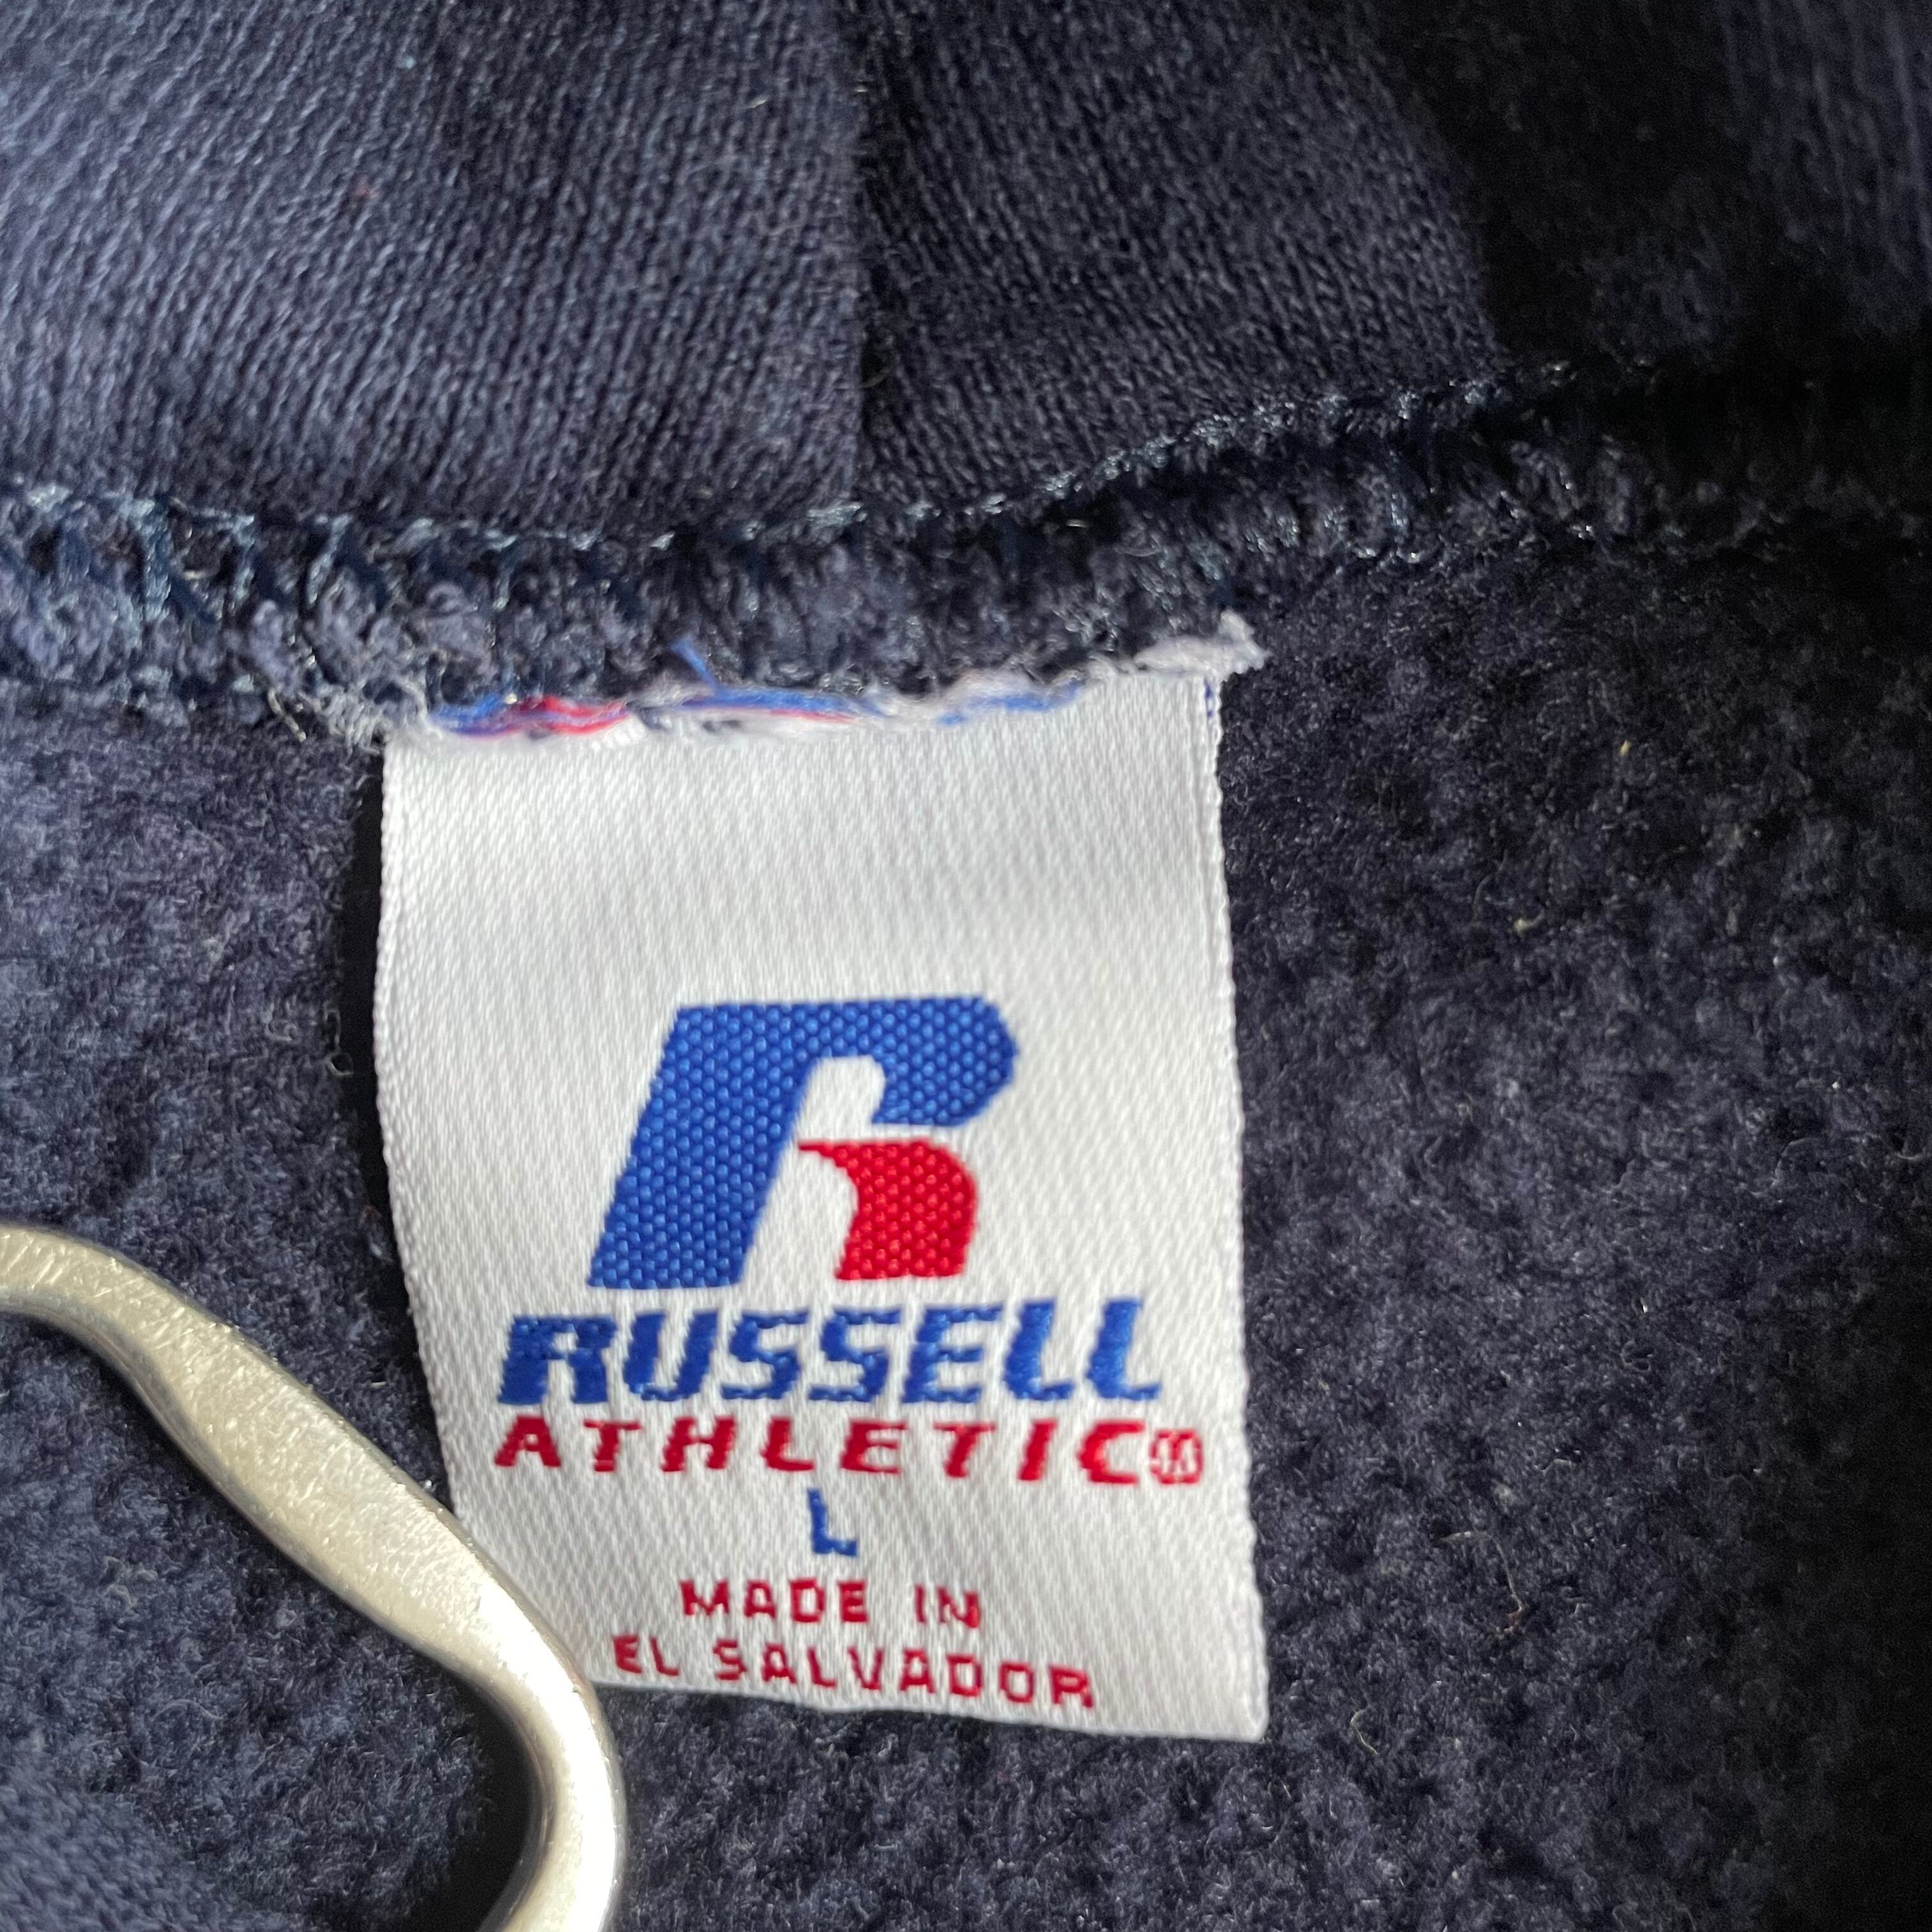 R
RUSSELL
ATHLETIC®
L
MADE IN
EL SALVADOR